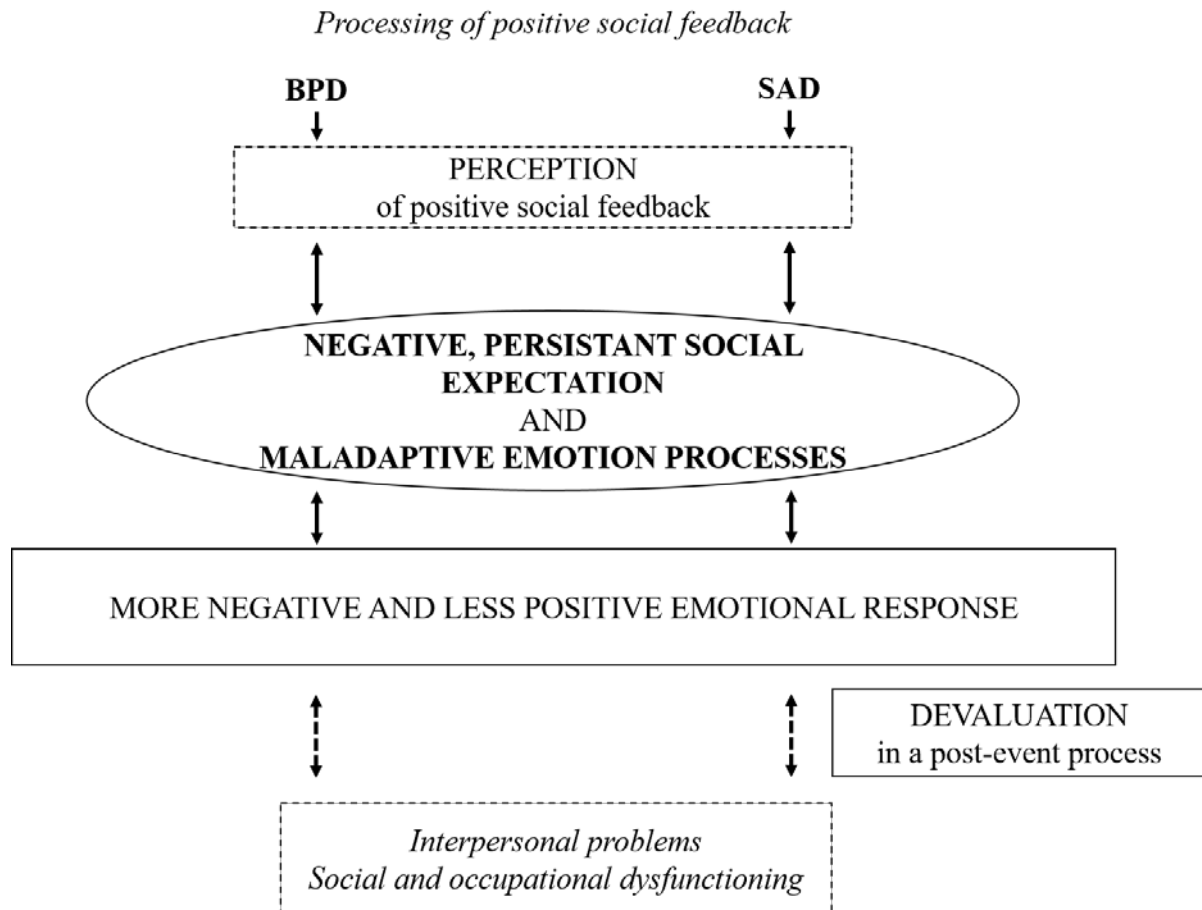 Processing of positive social feedback
BPD
SAD
PERCEPTION
of positive social feedback
NEGATIVE, PERSISTANT SOCIAL
EXPECTATION
AND
MALADAPTIVE EMOTION PROCESSES
MORE NEGATIVE AND LESS POSITIVE EMOTIONAL RESPONSE
DEVALUATION
in a post-event process
Interpersonal problems
Social and occupational dysfunctioning